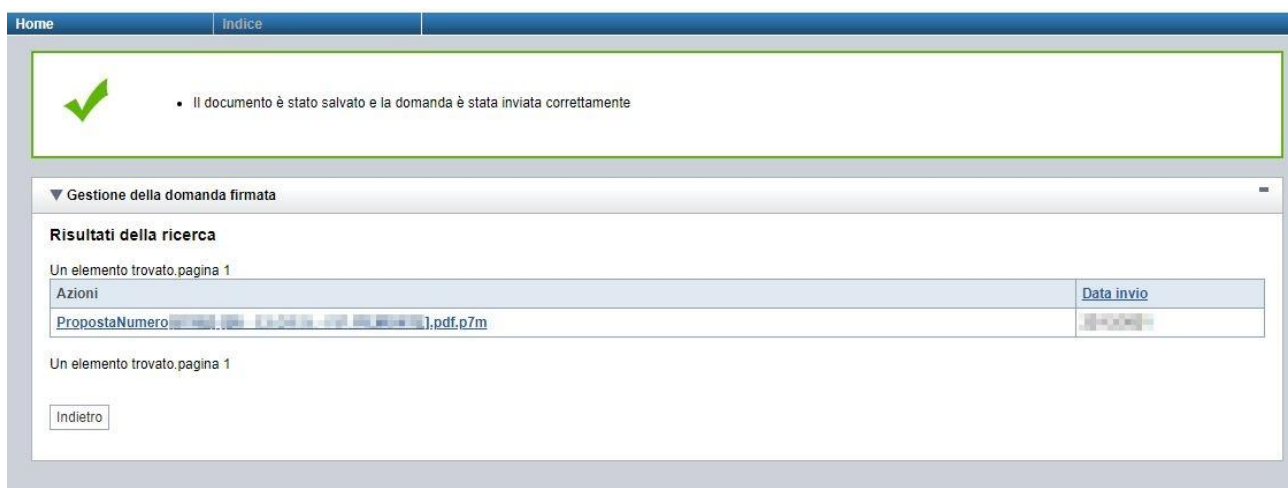 Home Indice
Il documento è stato salvato e la domanda è stata inviata correttamente
Gestione della domanda firmata
Risultati della ricerca
Un elemento trovato.pagina 1
Azioni Data invio
PropostaNumero ].pdf.p7m
Un elemento trovato.pagina 1
Indietro